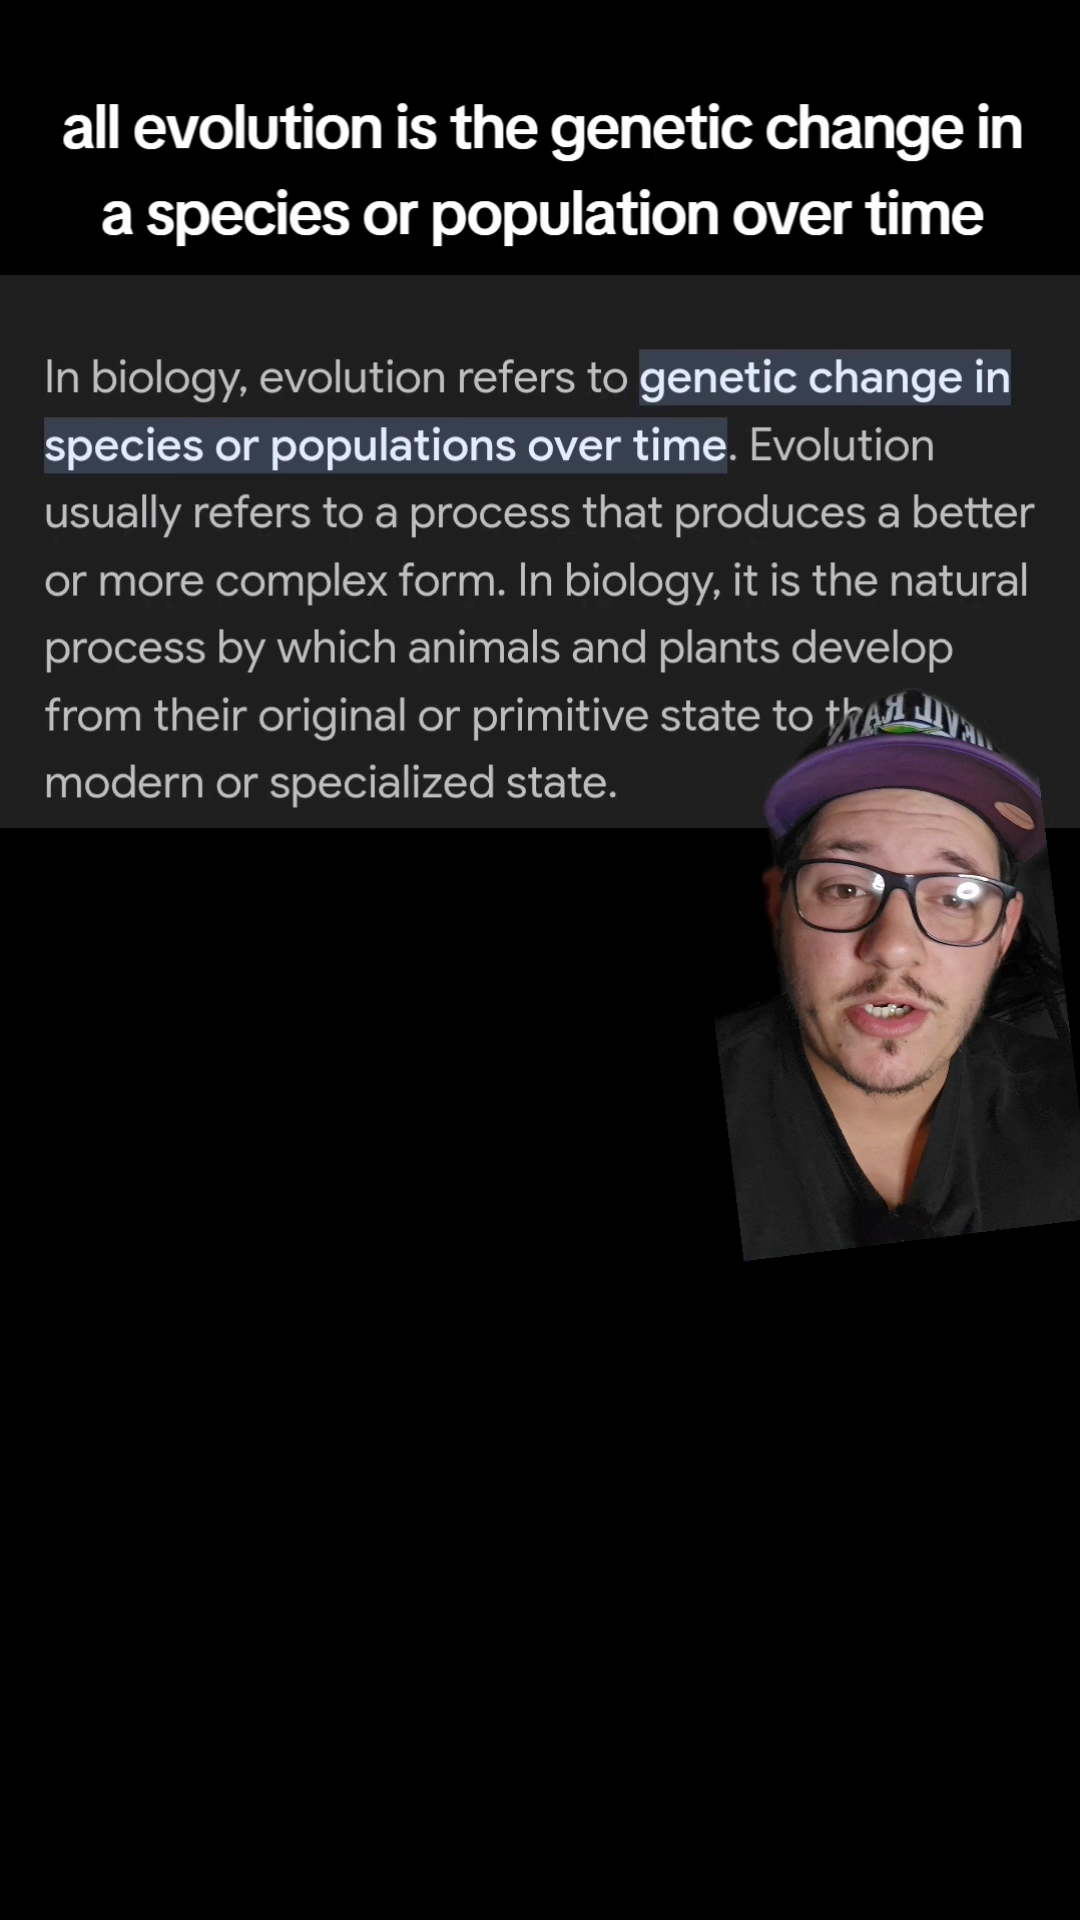 all evolution is the genetic change in
a species or population over time
In biology, evolution refers to genetic change in
species or populations over time. Evolution
usually refers to a process that produces a better
or more complex form. In biology, it is the natural
process by which animals and plants develop
from their original or primitive state to
modern or specialized state.